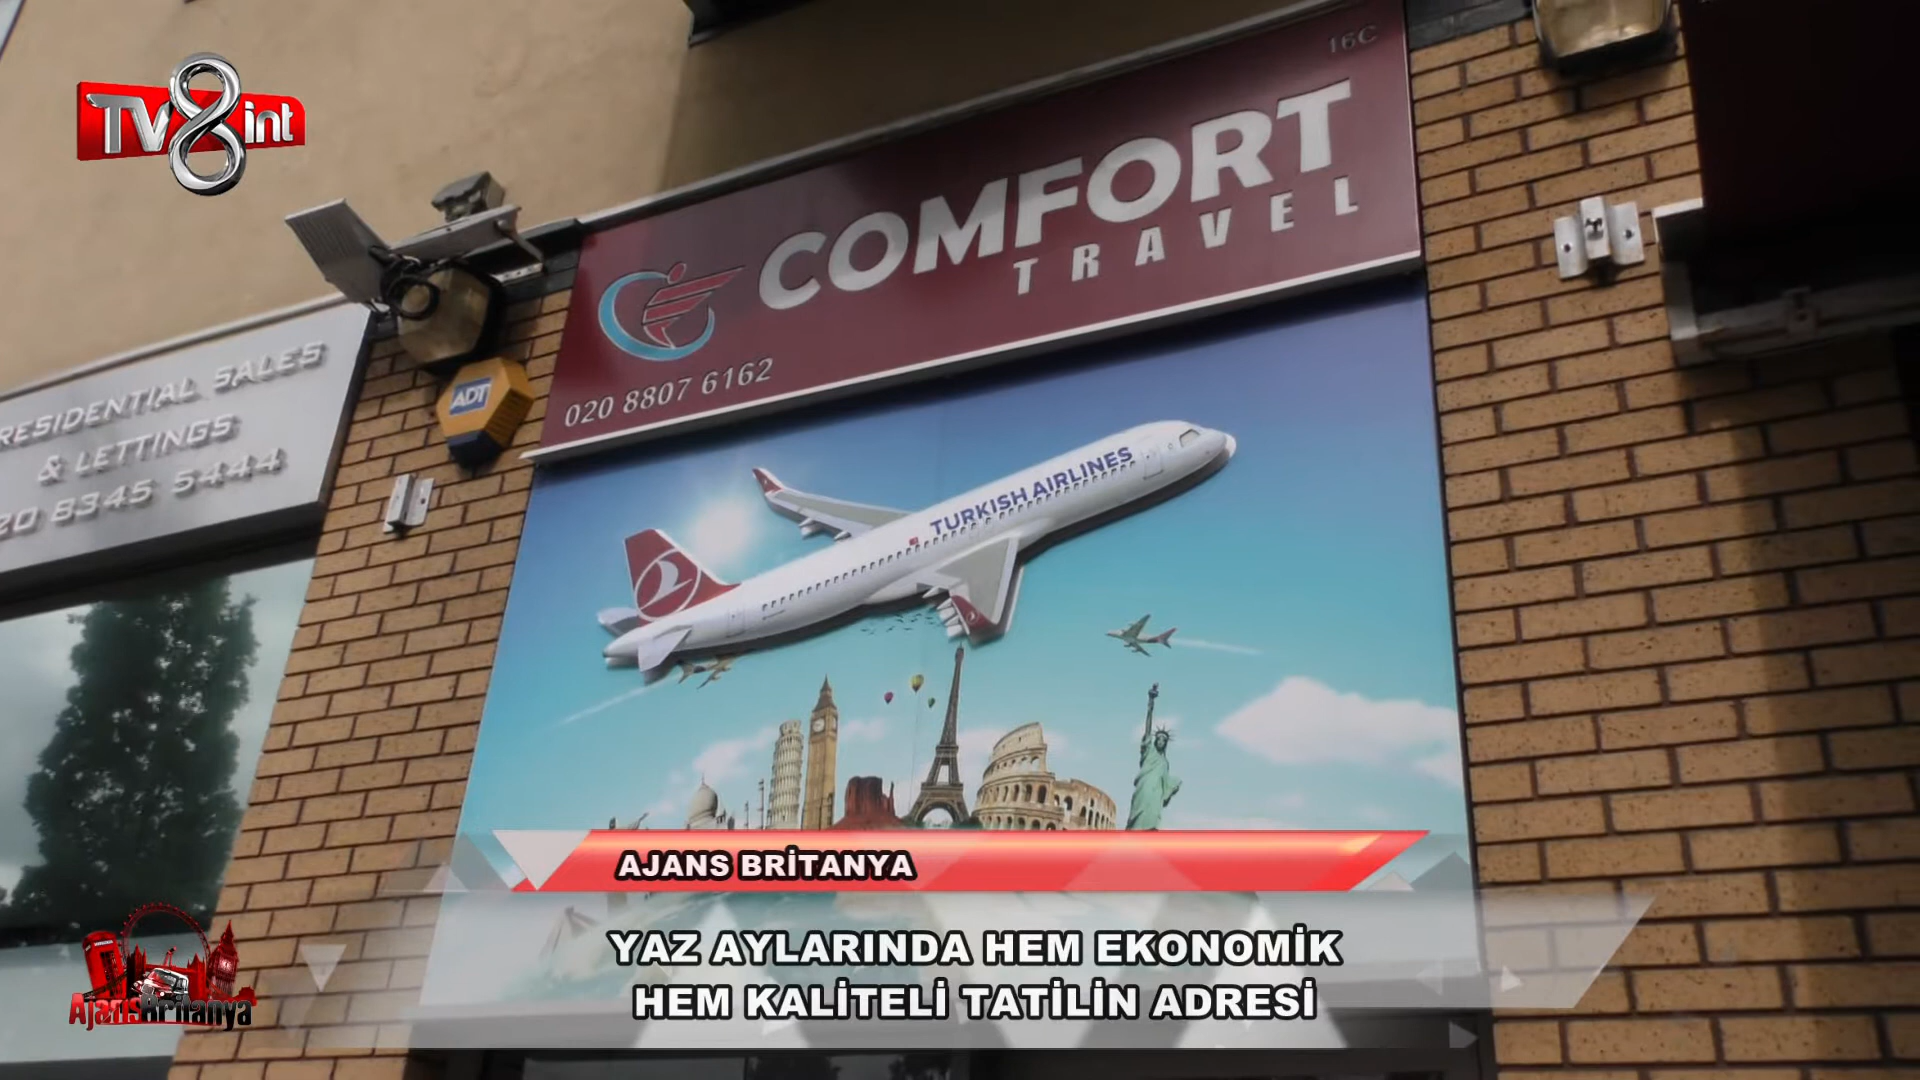 TV8int
16C
COMFORT
TRAVEL
020 8807 6162
ADT
RESIDENTIAL SALES
& LETTINGS
20 8345 5444
TURKISH AIRLINES
AJANS BRİTANYA
YAZ AYLARINDA HEM EKONOMİK
HEM KALİTELİ TATİLİN ADRESİ
AjansBritanya